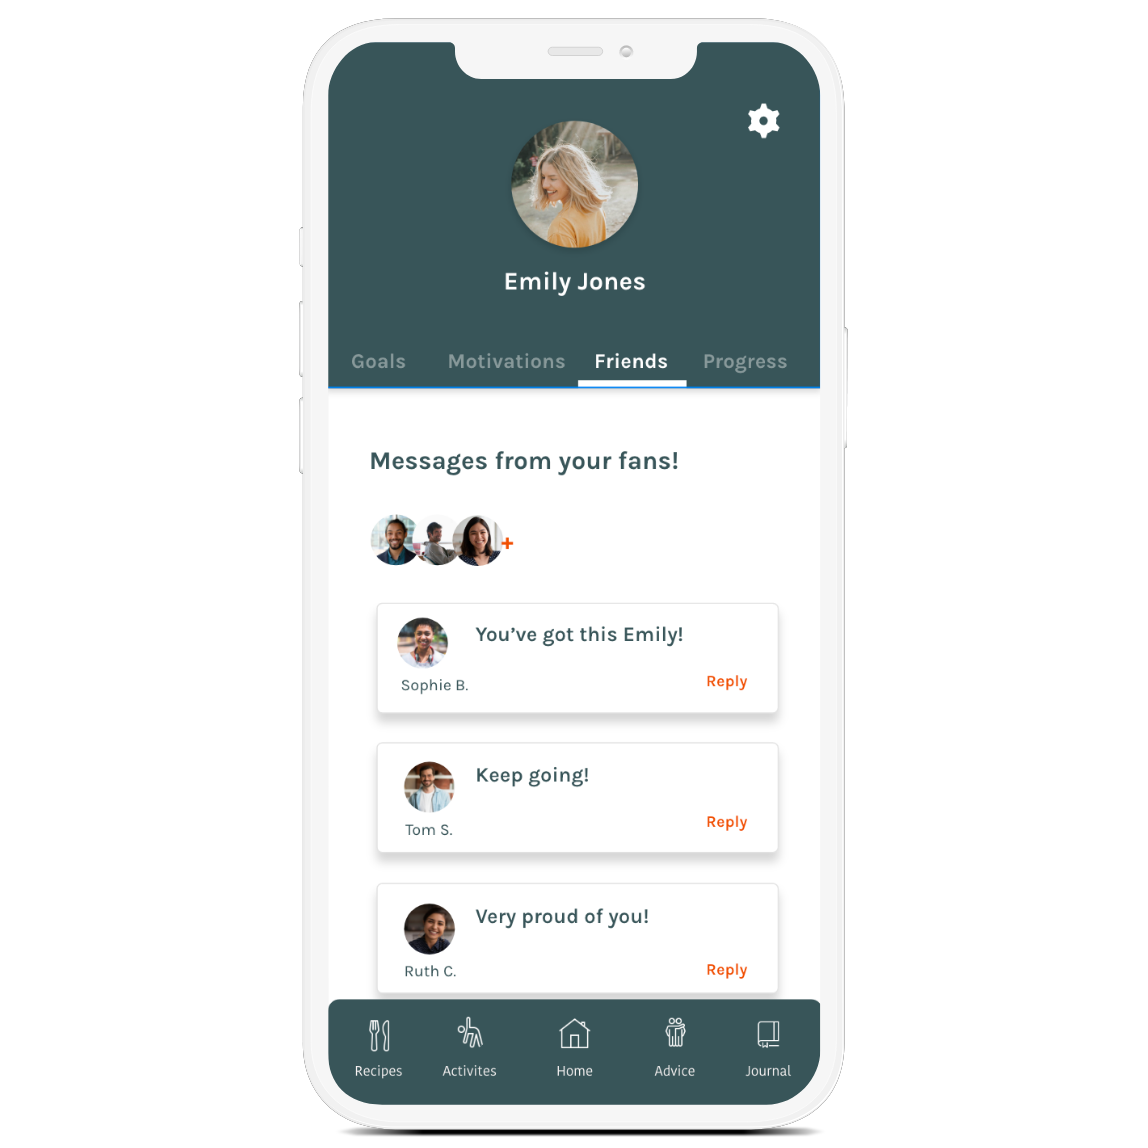 Emily Jones
Goals Motivations Friends Progress
Messages from your fans!
+
You’ve got this Emily!
Sophie B.
Reply
Keep going!
Tom S.
Reply
Very proud of you!
Ruth C.
Reply
Recipes Activites Home Advice Journal